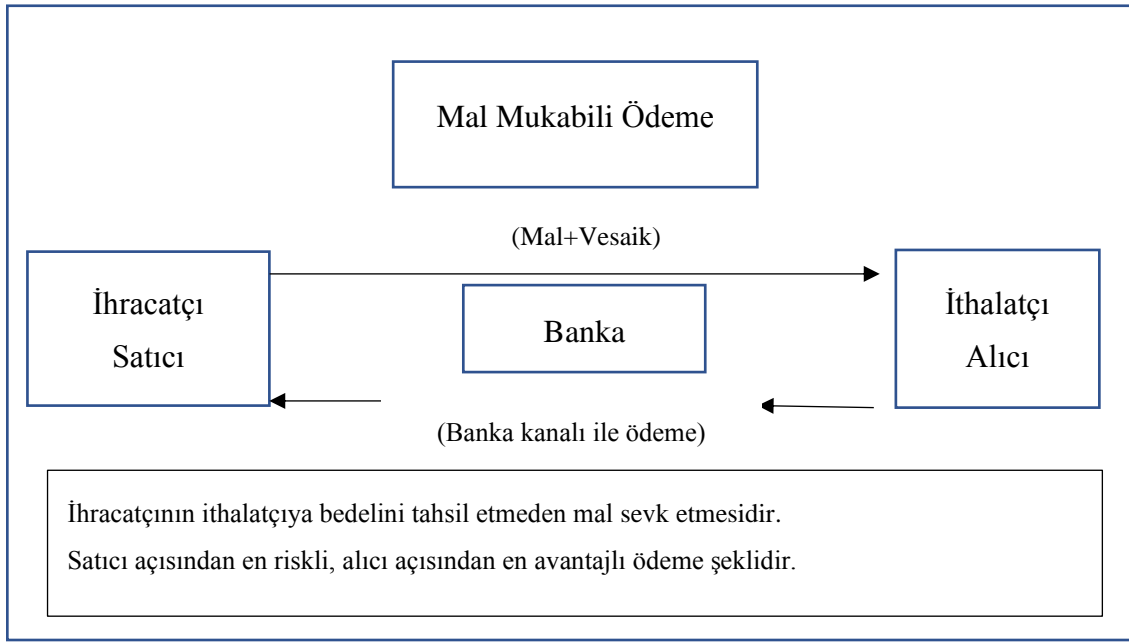 Mal Mukabili Ödeme
(Mal+Vesaik)
İhracatçı
Satıcı
Banka
İthalatçı
Alıcı
(Banka kanalı ile ödeme)
İhracatçının ithalatçıya bedelini tahsil etmeden mal sevk etmesidir.
Satıcı açısından en riskli, alıcı açısından en avantajlı ödeme şeklidir.